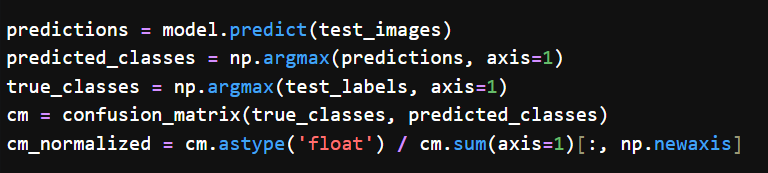 predictions = model.predict(test_images)
predicted_classes = np.argmax(predictions, axis=1)
true_classes = np.argmax(test_labels, axis=1)
cm = confusion_matrix(true_classes, predicted_classes)
cm_normalized = cm.astype('float') / cm.sum(axis=1)[:, np.newaxis]